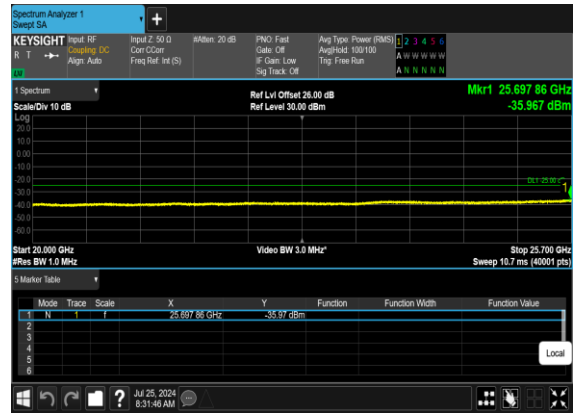 Spectrum Analyzer 1
Swept SA
+
KEYSIGHT Input: RF Input Z: 50 Ω #Atten: 20 dB PNO: Fast Avg Type: Power (RMS) 1 2 3 4 5 6
R T Coupling: DC Corr CCorr Gate: Off Avg|Hold: 100/100 A W W W W W
Align: Auto Freq Ref: Int (S) IF Gain: Low Trig: Free Run
LW Sig Track: Off A N N N N N
1 Spectrum Ref Lvl Offset 26.00 dB Mkr1 25.697 86 GHz
Scale/Div 10 dB Ref Level 30.00 dBm -35.967 dBm
Log
20.0
10.0
0.00
-10.0
-20.0
DL1 -25.00
-30.0
1
-40.0
-50.0
-60.0
Start 20.000 GHz Video BW 3.0 MHz* Stop 25.700 GHz
#Res BW 1.0 MHz Sweep 10.7 ms (40001 pts)
5 Marker Table
Mode Trace Scale X Y Function Function Width Function Value
1 N 1 f 25.697 86 GHz -35.97 dBm
2
3
4
5
6
Local
? Jul 25, 2024
8:31:46 AM